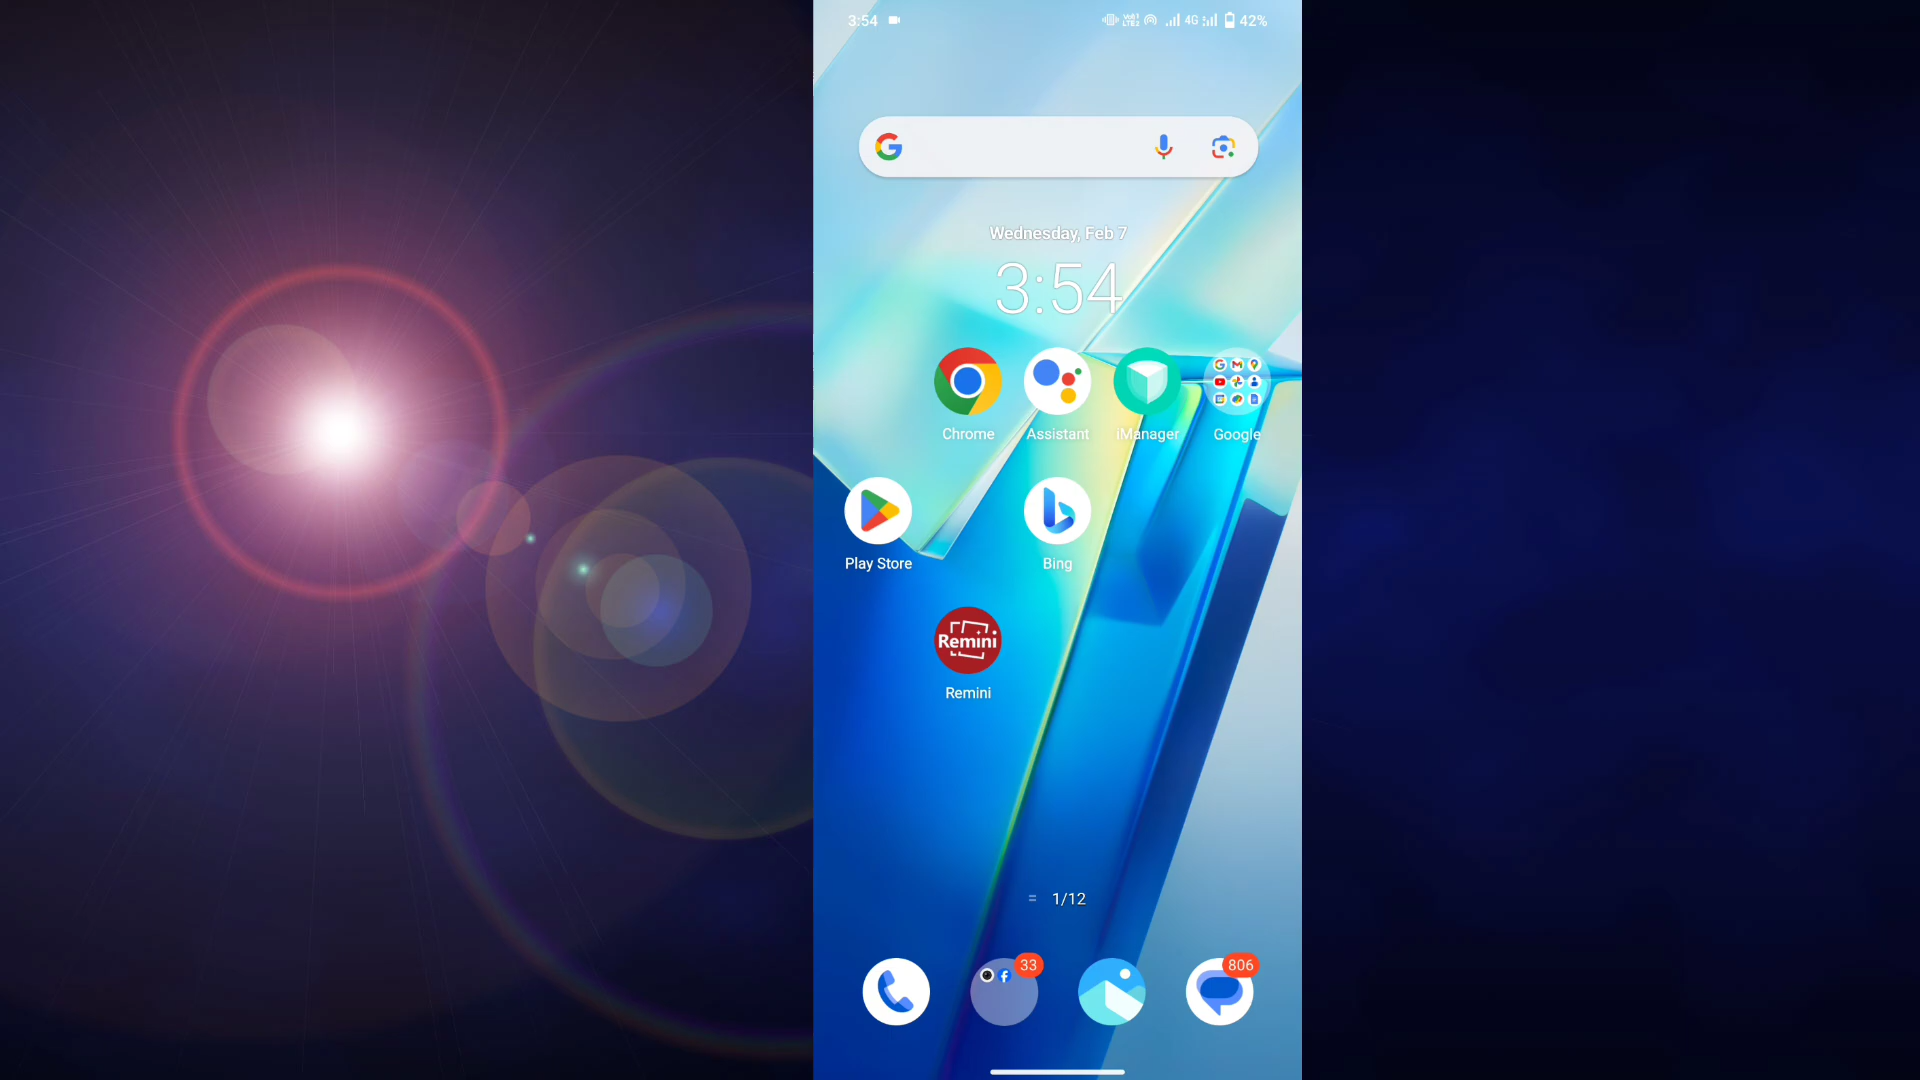 3:54
4G 42%
Wednesday, Feb 7
3:54
Chrome
Assistant
iManager
Google
Play Store
Bing
Remini
Remini
1/12
33
806